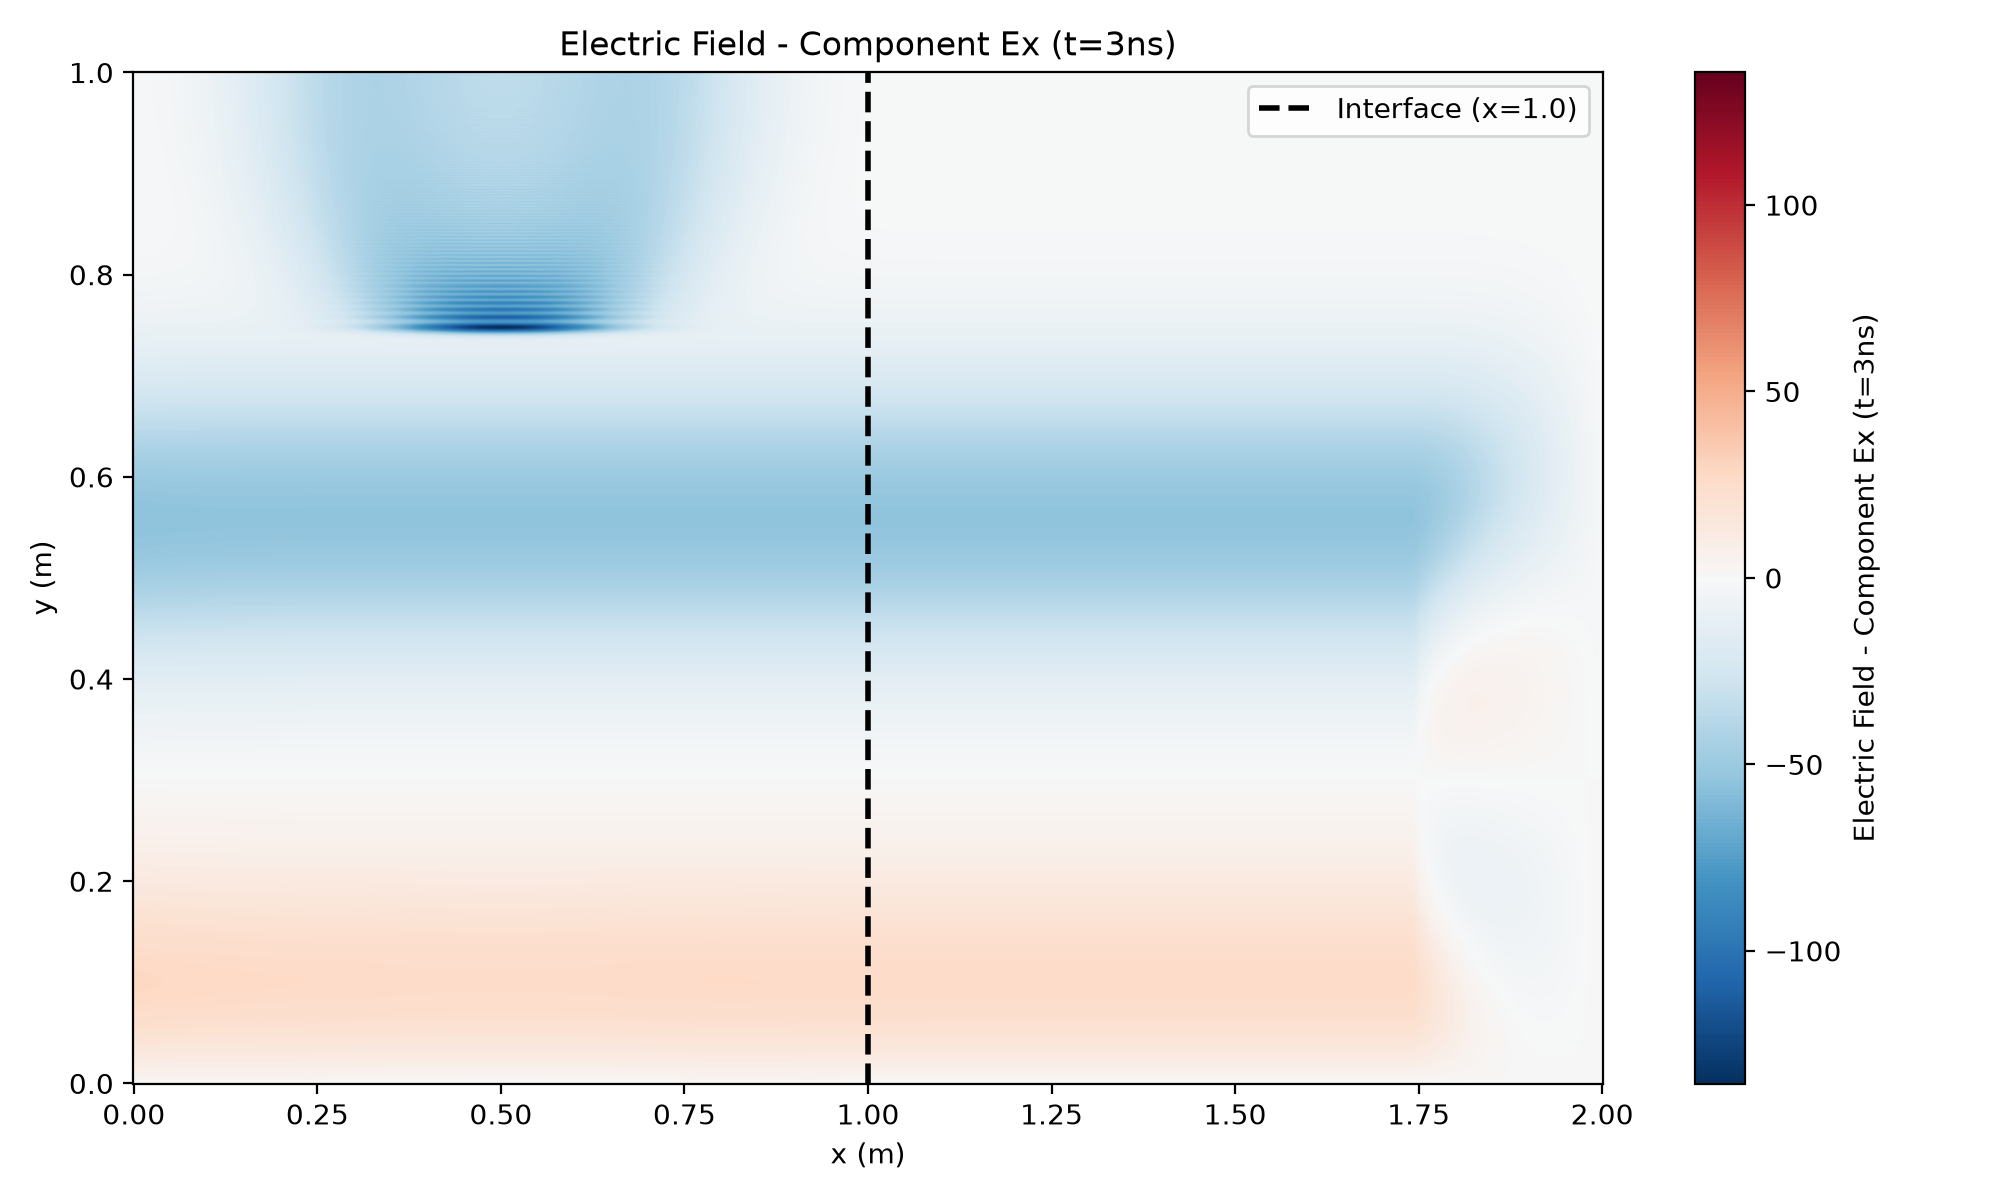 Electric Field - Component Ex (t=3ns)
Interface (x=1.0)
1.0
0.8
0.6
0.4
0.2
0.0
y (m)
0.00 0.25 0.50 0.75 1.00 1.25 1.50 1.75 2.00
x (m)
100
50
0
−50
−100
Electric Field - Component Ex (t=3ns)